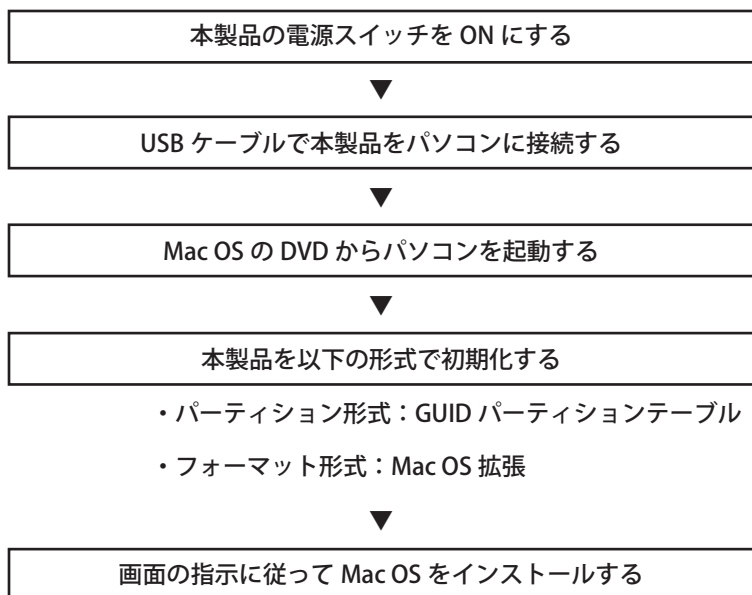 本製品の電源スイッチを ON にする
▼
USB ケーブルで本製品をパソコンに接続する
▼
Mac OS の DVD からパソコンを起動する
▼
本製品を以下の形式で初期化する
・パーティション形式：GUID パーティションテーブル
・フォーマット形式：Mac OS 拡張
▼
画面の指示に従って Mac OS をインストールする